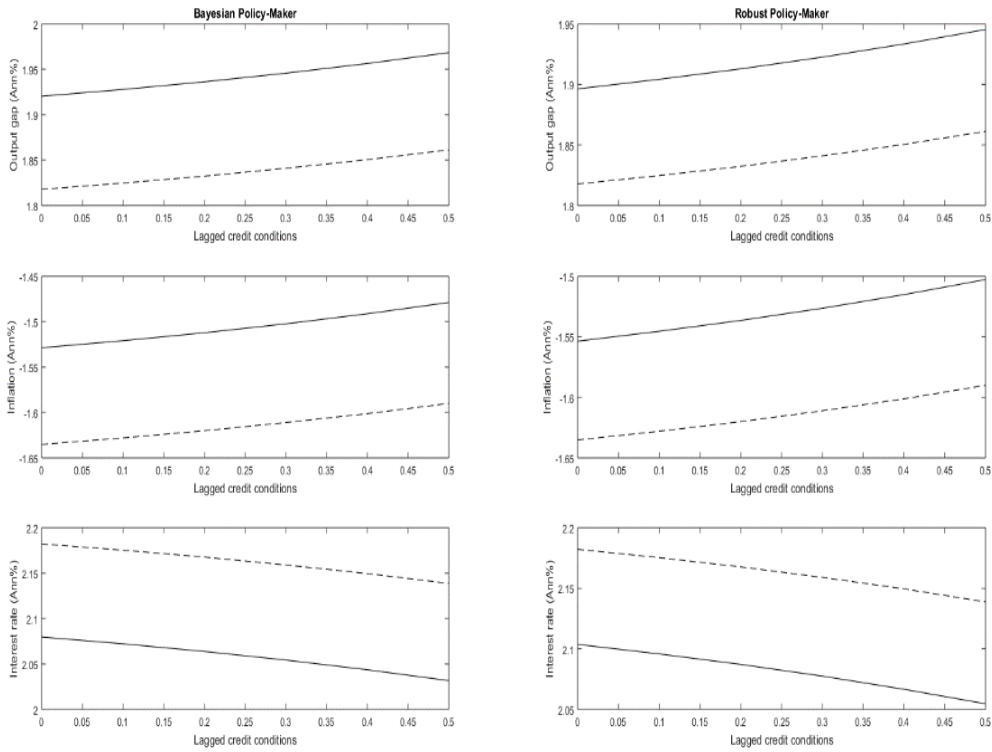 Bayesian Policy-Maker
Output gap (Ann%)
2
1.95
1.9
1.85
1.8
0 0.05 0.1 0.15 0.2 0.25 0.3 0.35 0.4 0.45 0.5
Lagged credit conditions
Robust Policy-Maker
Output gap (Ann%)
1.95
1.9
1.85
1.8
0 0.05 0.1 0.15 0.2 0.25 0.3 0.35 0.4 0.45 0.5
Lagged credit conditions
Inflation (Ann%)
-1.45
-1.5
-1.55
-1.6
-1.65
0 0.05 0.1 0.15 0.2 0.25 0.3 0.35 0.4 0.45 0.5
Lagged credit conditions
Inflation (Ann%)
-1.5
-1.55
-1.6
-1.65
0 0.05 0.1 0.15 0.2 0.25 0.3 0.35 0.4 0.45 0.5
Lagged credit conditions
Interest rate (Ann%)
2.2
2.15
2.1
2.05
2
0 0.05 0.1 0.15 0.2 0.25 0.3 0.35 0.4 0.45 0.5
Lagged credit conditions
Interest rate (Ann%)
2.2
2.15
2.1
2.05
0 0.05 0.1 0.15 0.2 0.25 0.3 0.35 0.4 0.45 0.5
Lagged credit conditions